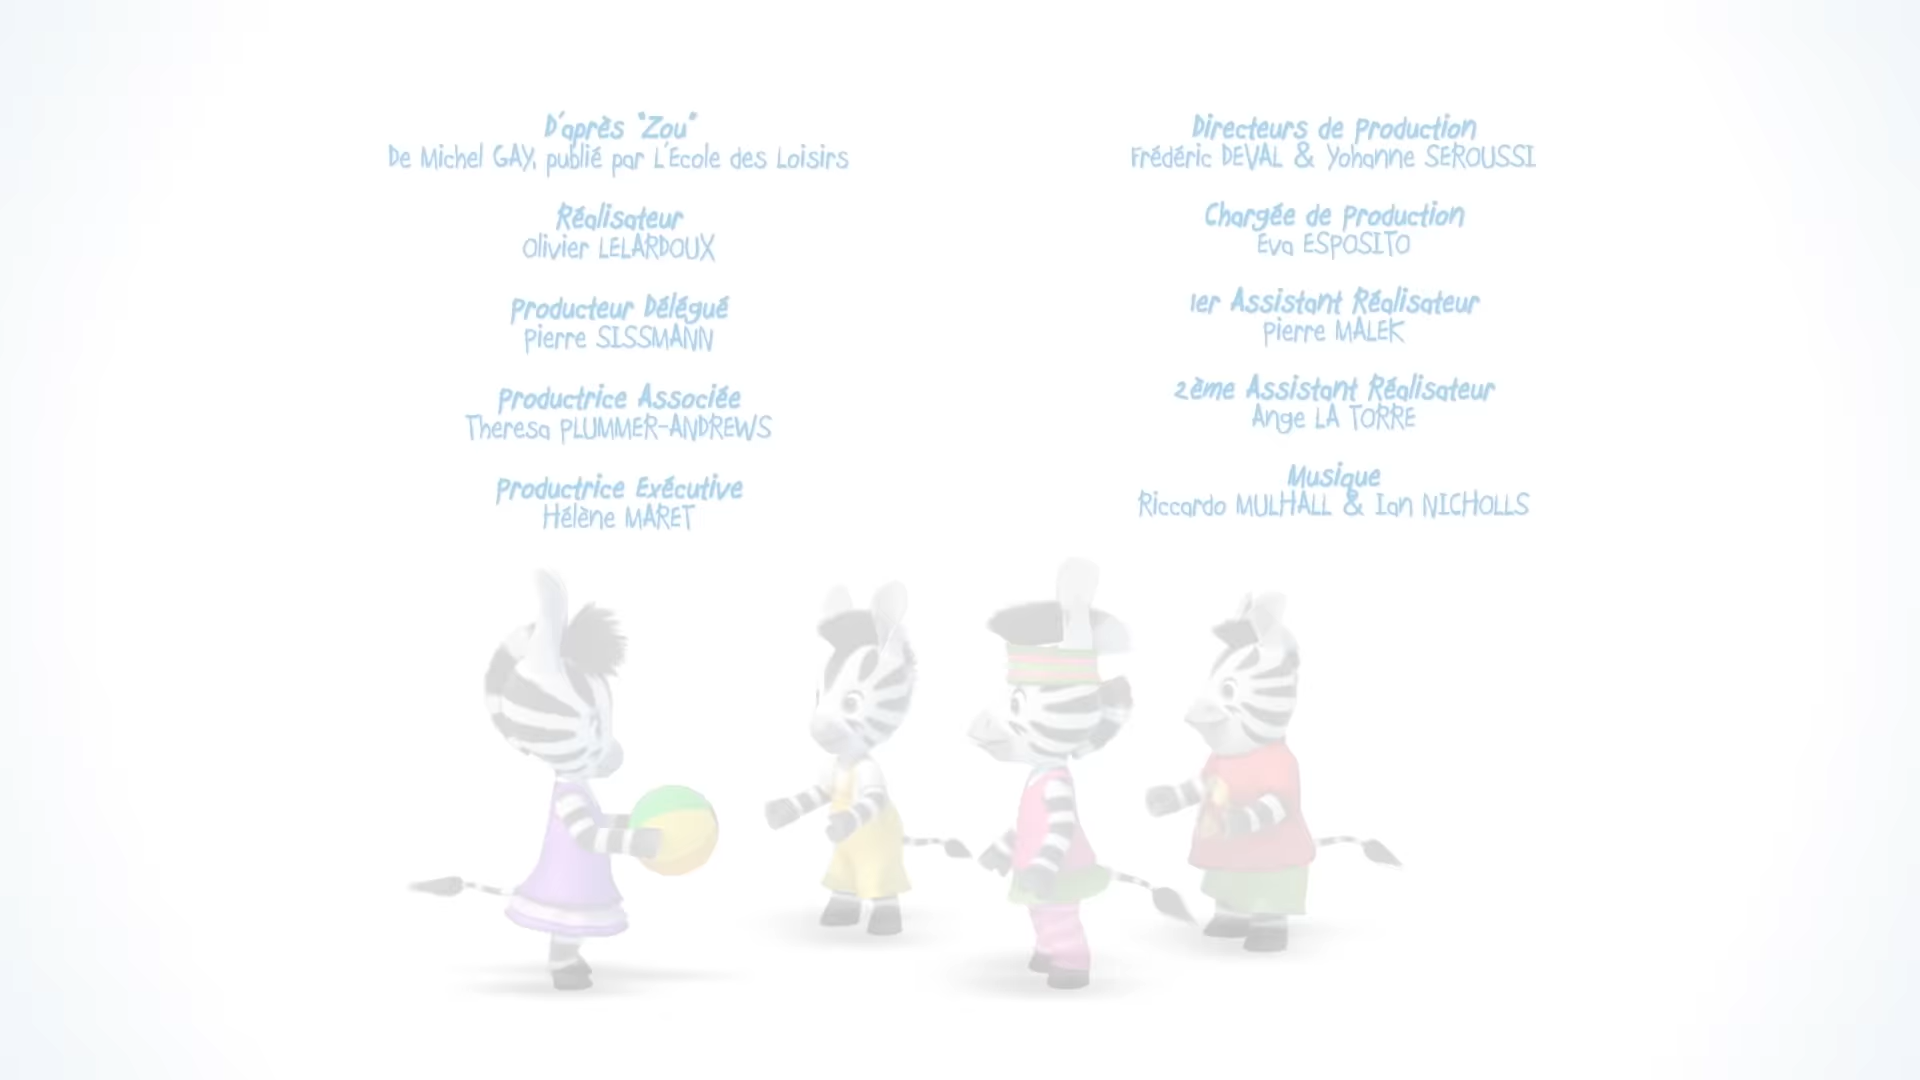 D'après "Zou"
De Michel GAY, publié par L'Ecole des Loisirs
Réalisateur
Olivier LELARDOUX
Producteur Délégué
Pierre SISSMANN
Productrice Associée
Theresa PLUMMER-ANDREWS
Productrice Exécutive
Hélène MARET
Directeurs de Production
Frédéric DEVAL & Yohanne SEROUSSI
Chargée de Production
Eva ESPOSITO
1er Assistant Réalisateur
Pierre MALEK
2ème Assistant Réalisateur
Ange LA TORRE
Musique
Riccardo MULHALL & Ian NICHOLLS